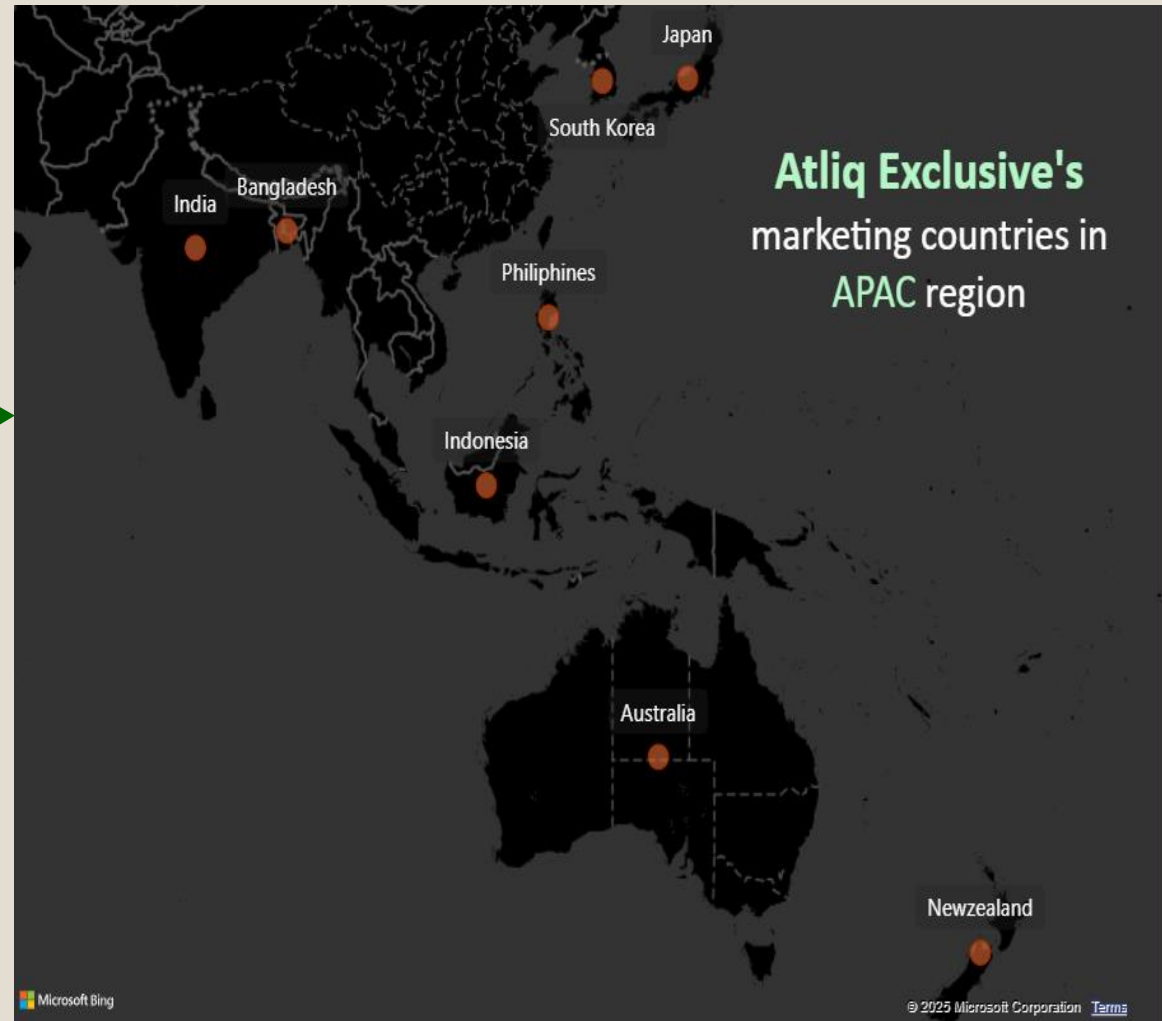 Japan
South Korea
Atliq Exclusive's
marketing countries in
APAC region
Bangladesh
India
Philiphines
Indonesia
Australia
Newzealand
Microsoft Bing
© 2025 Microsoft Corporation Terms